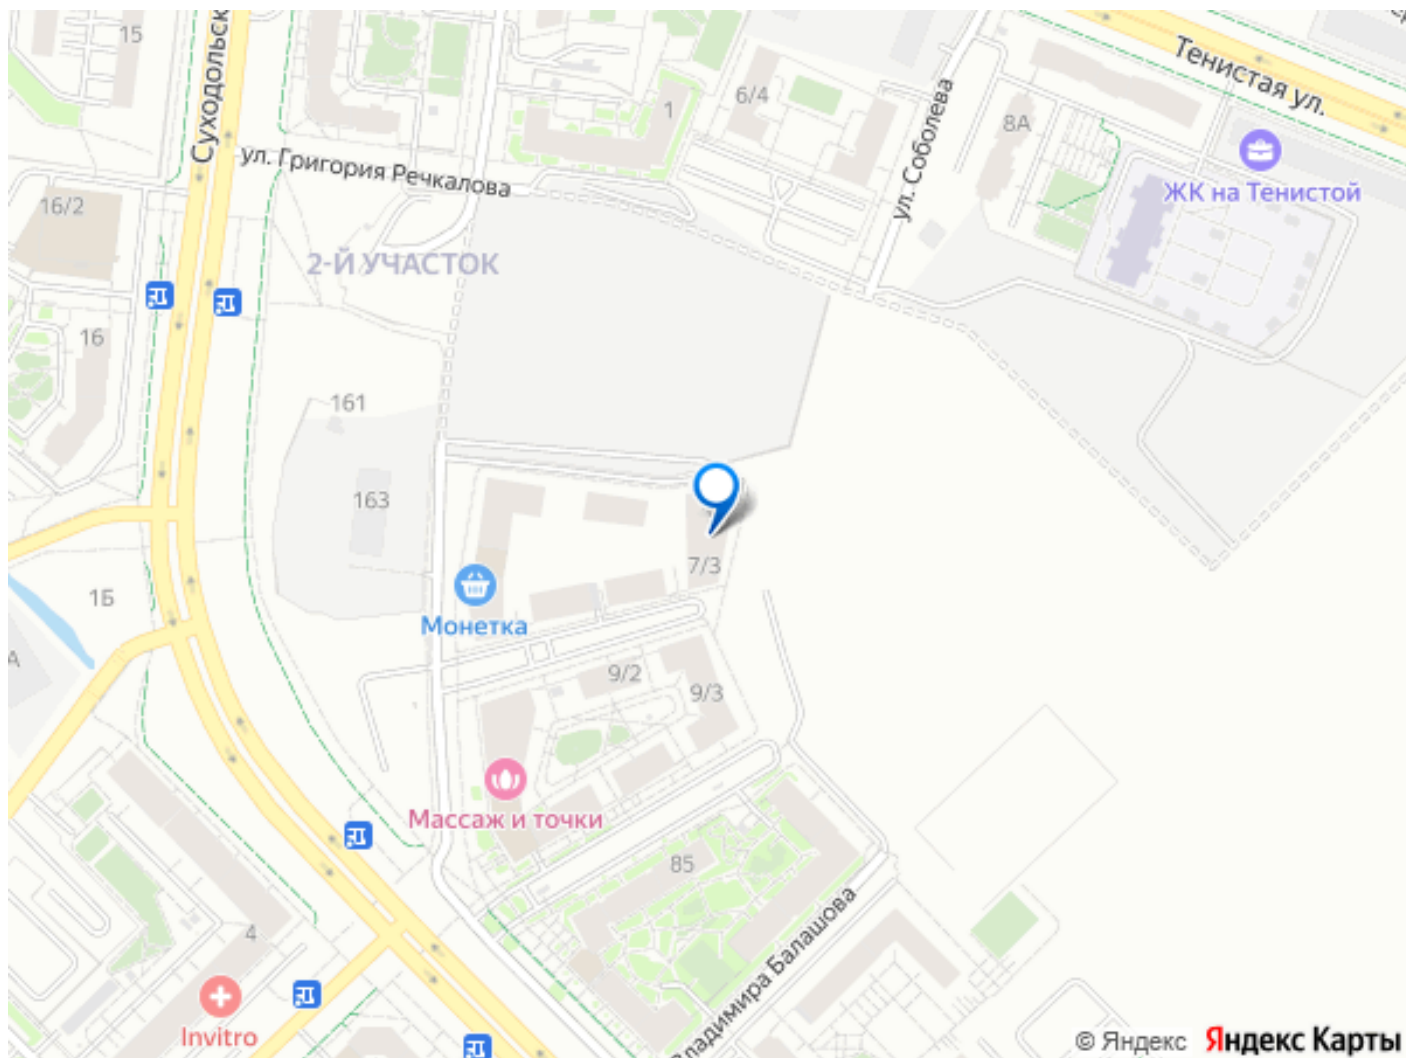 15
Суходольск
1
6/4
ул. Соболева
8А
Тенистая ул.
ЖК на Тенистой
ул. Григория Речкалова
16/2
2-Й УЧАСТОК
16
161
163
7/3
1Б
Монетка
А
9/2
9/3
Массаж и точки
85
4
Владимира Балашова
Invitro
© Яндекс Яндекс Карты